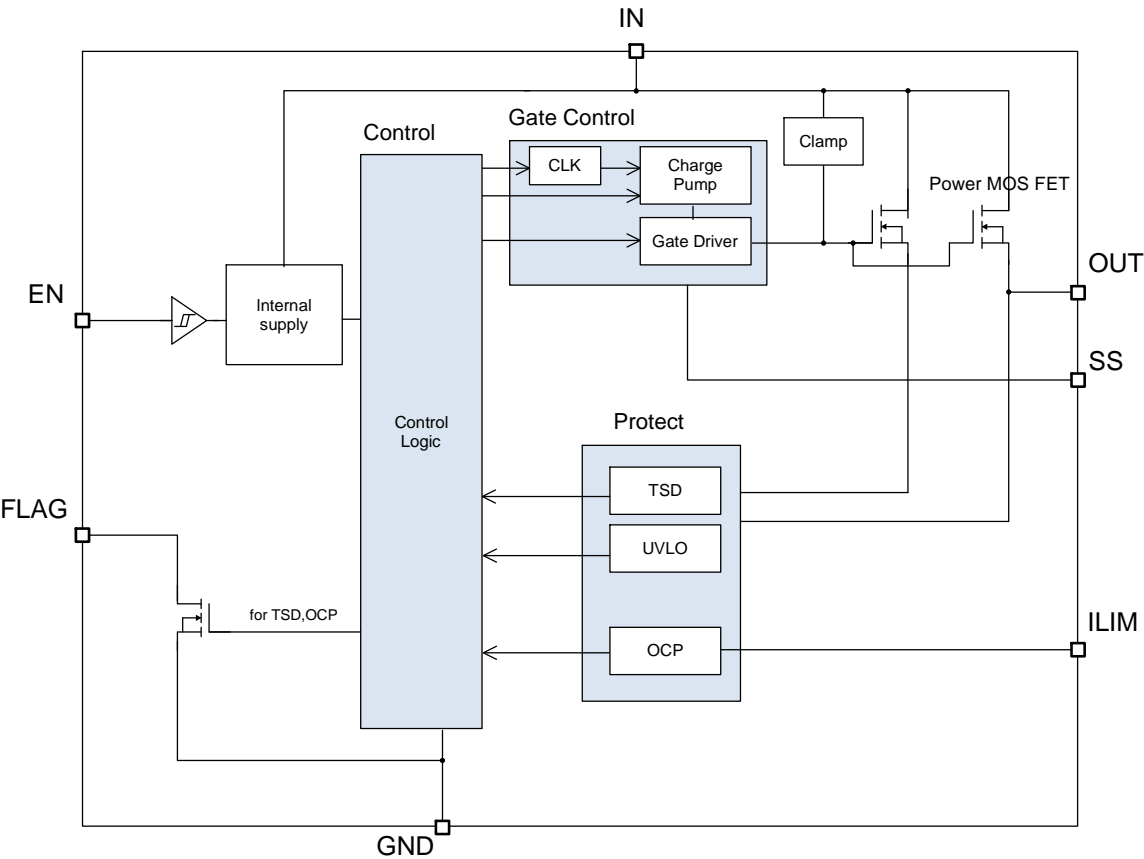 IN
Gate Control
Control
CLK
Charge
Pump
Clamp
Power MOS FET
Gate Driver
OUT
EN
Internal
supply
SS
Protect
Control
Logic
TSD
FLAG
UVLO
for TSD,OCP
ILIM
OCP
GND